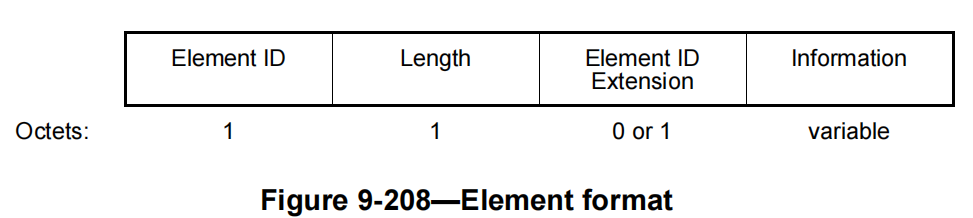 Element ID Length Element ID Information
Extension
Octets: 1 1 0 or 1 variable
Figure 9-208—Element format